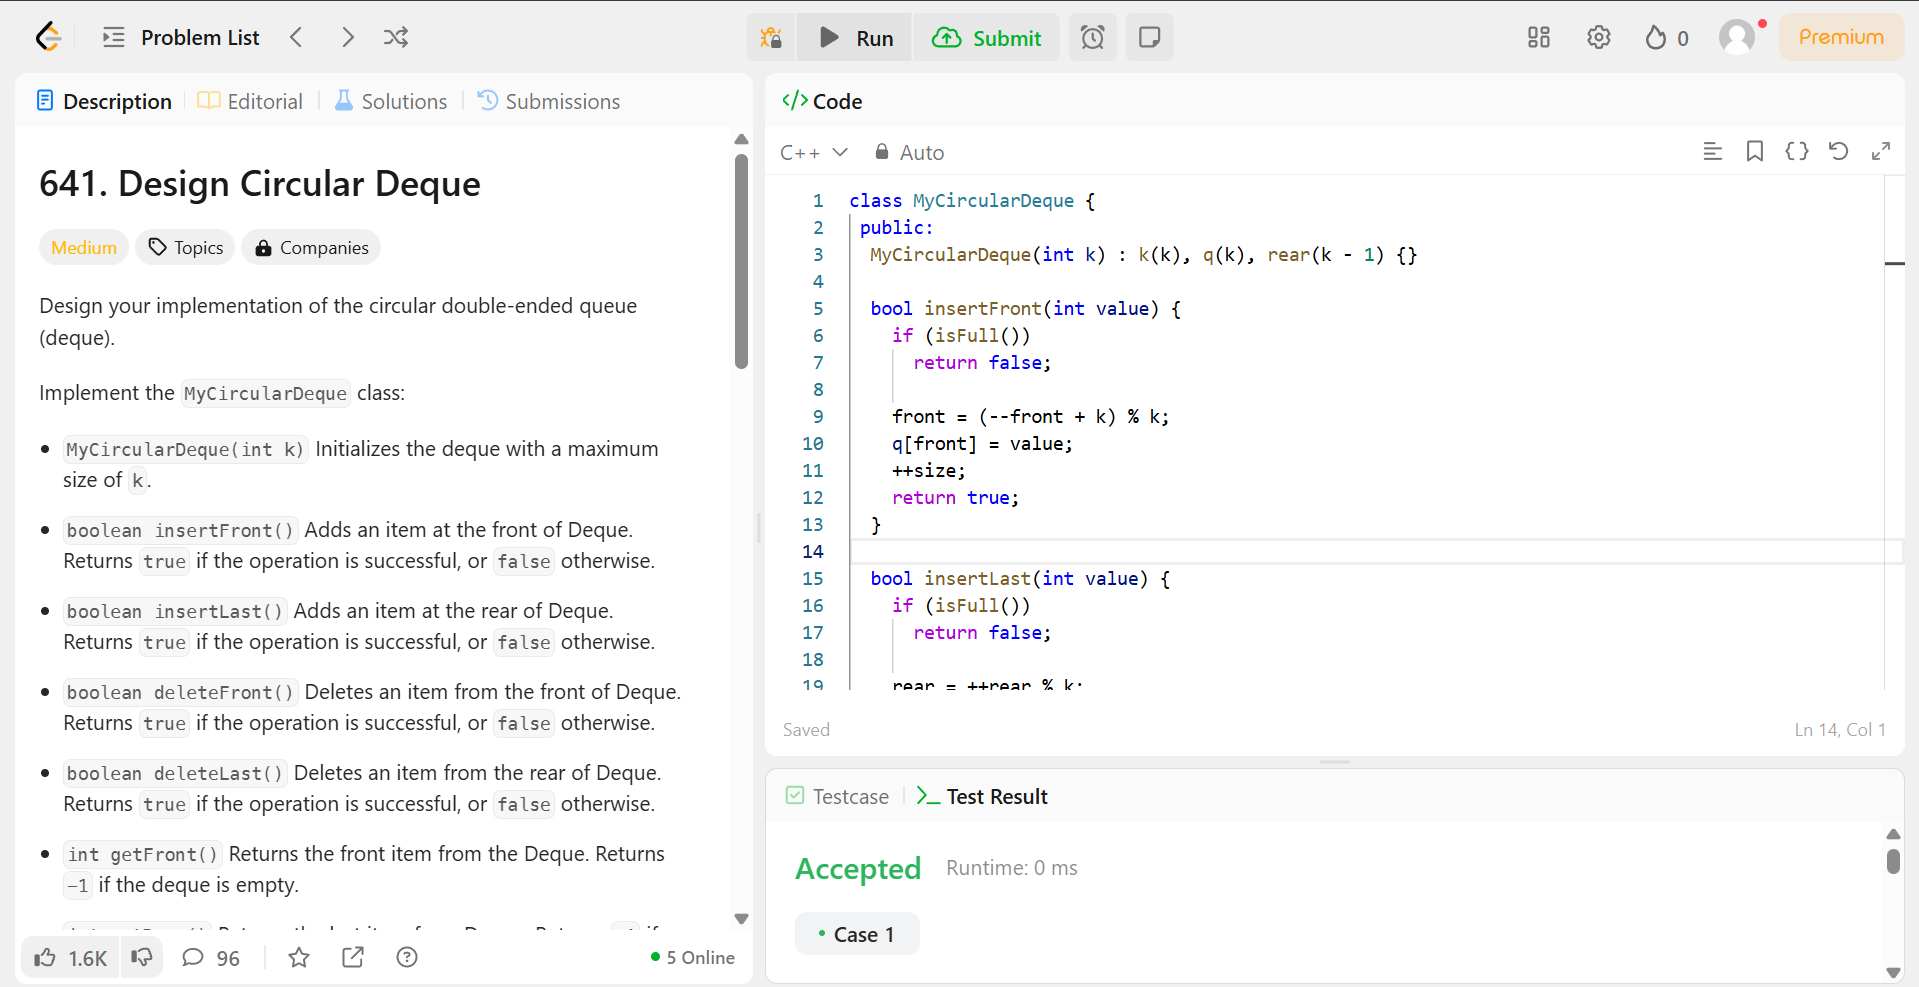 Problem List
Run
Submit
0
Premium
Description
Editorial
Solutions
Submissions
641. Design Circular Deque
Medium
Topics
Companies
Design your implementation of the circular double-ended queue
(deque).
Implement the MyCircularDeque class:
MyCircularDeque(int k) Initializes the deque with a maximum
size of k.
boolean insertFront() Adds an item at the front of Deque.
Returns true if the operation is successful, or false otherwise.
boolean insertLast() Adds an item at the rear of Deque.
Returns true if the operation is successful, or false otherwise.
boolean deleteFront() Deletes an item from the front of Deque.
Returns true if the operation is successful, or false otherwise.
boolean deleteLast() Deletes an item from the rear of Deque.
Returns true if the operation is successful, or false otherwise.
int getFront() Returns the front item from the Deque. Returns
-1 if the deque is empty.
1.6K
96
5 Online
</> Code
C++
Auto
1 class MyCircularDeque {
2 public:
3 MyCircularDeque(int k) : k(k), q(k), rear(k - 1) {}
4
5 bool insertFront(int value) {
6 if (isFull())
7 return false;
8
9 front = (--front + k) % k;
10 q[front] = value;
11 ++size;
12 return true;
13 }
14
15 bool insertLast(int value) {
16 if (isFull())
17 return false;
18
19 rear = ++rear % k;
Saved
Ln 14, Col 1
Testcase
Test Result
Accepted
Runtime: 0 ms
Case 1